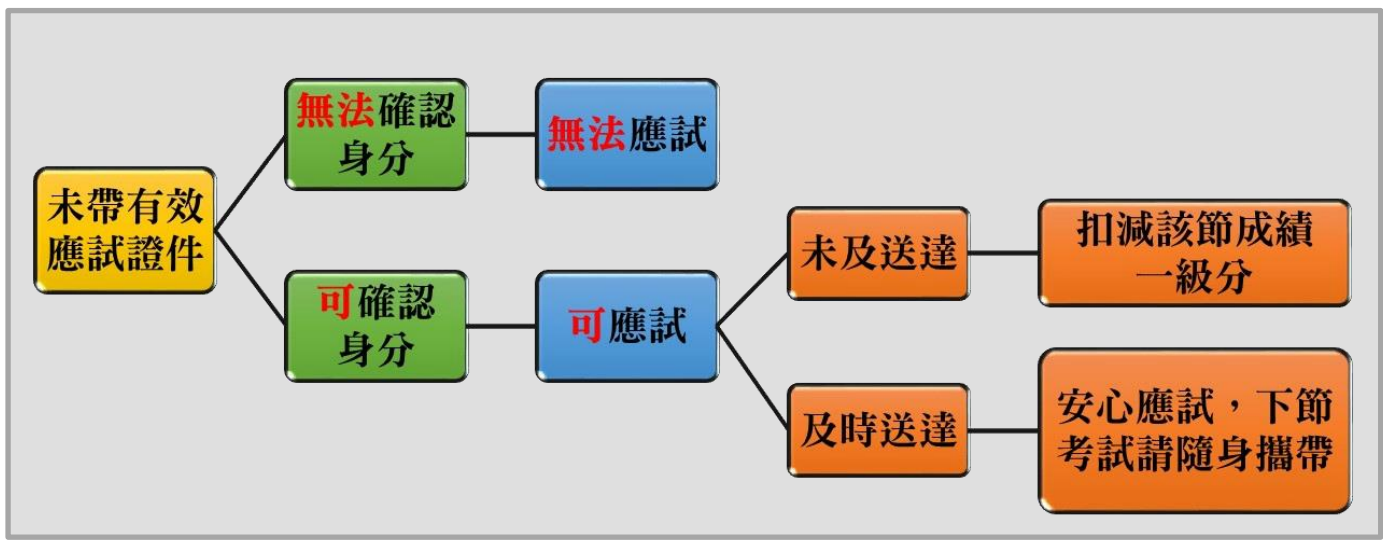 未帶有效
應試證件
無法確認
身分
無法應試
可確認
身分
可應試
未及送達
扣減該節成績
一級分
及時送達
安心應試，下節
考試請隨身攜帶